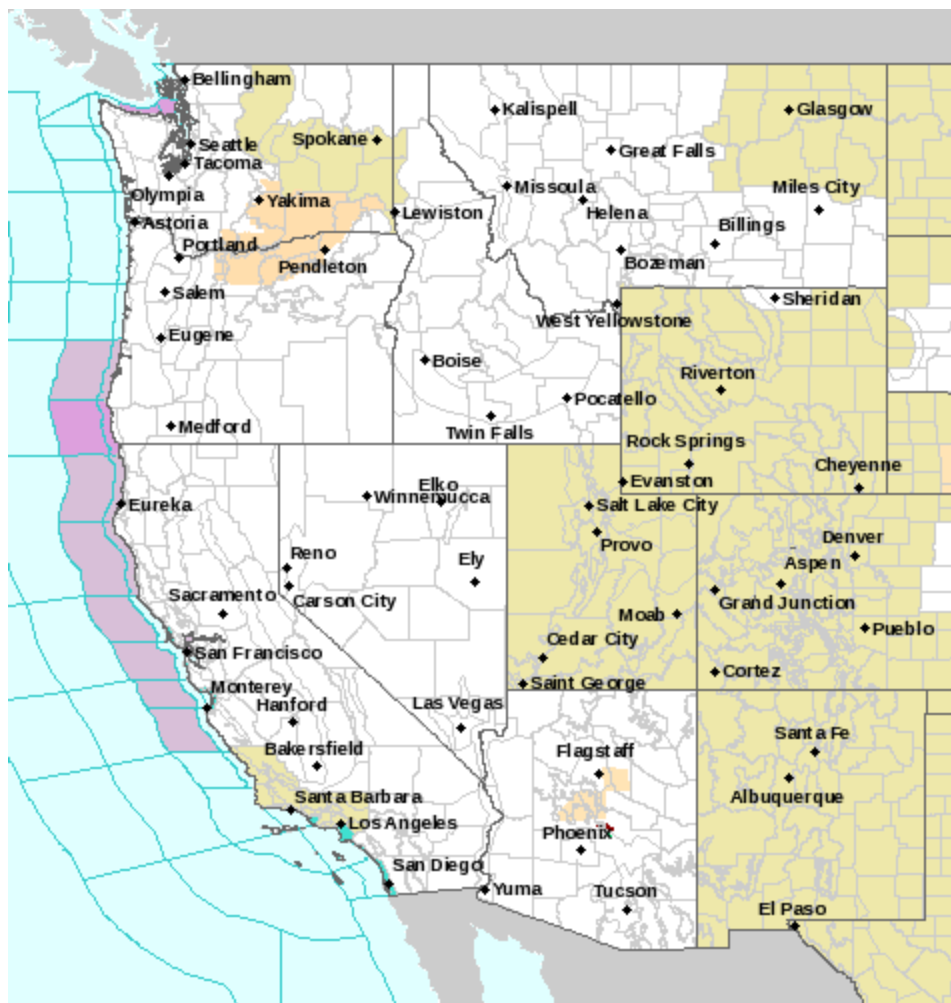 Bellingham
Kalispell
Glasgow
Spokane
Seattle
Great Falls
Tacoma
Olympia
Missoula
Miles City
Yakima
Helena
Lewiston
Astoria
Billings
Portland
Pendleton
Bozeman
Salem
Sheridan
West Yellowstone
Eugene
Boise
Riverton
Pocatello
Medford
Twin Falls
Rock Springs
Cheyenne
Evanston
Elko
Winnemucca
Eureka
Salt Lake City
Provo
Denver
Reno
Ely
Aspen
Sacramento
Carson City
Grand Junction
Moab
Pueblo
Cedar City
San Francisco
Cortez
Saint George
Monterey
Hanford
Las Vegas
Bakersfield
Flagstaff
Santa Fe
Santa Barbara
Albuquerque
Los Angeles
Phoenix
San Diego
Yuma
Tucson
El Paso